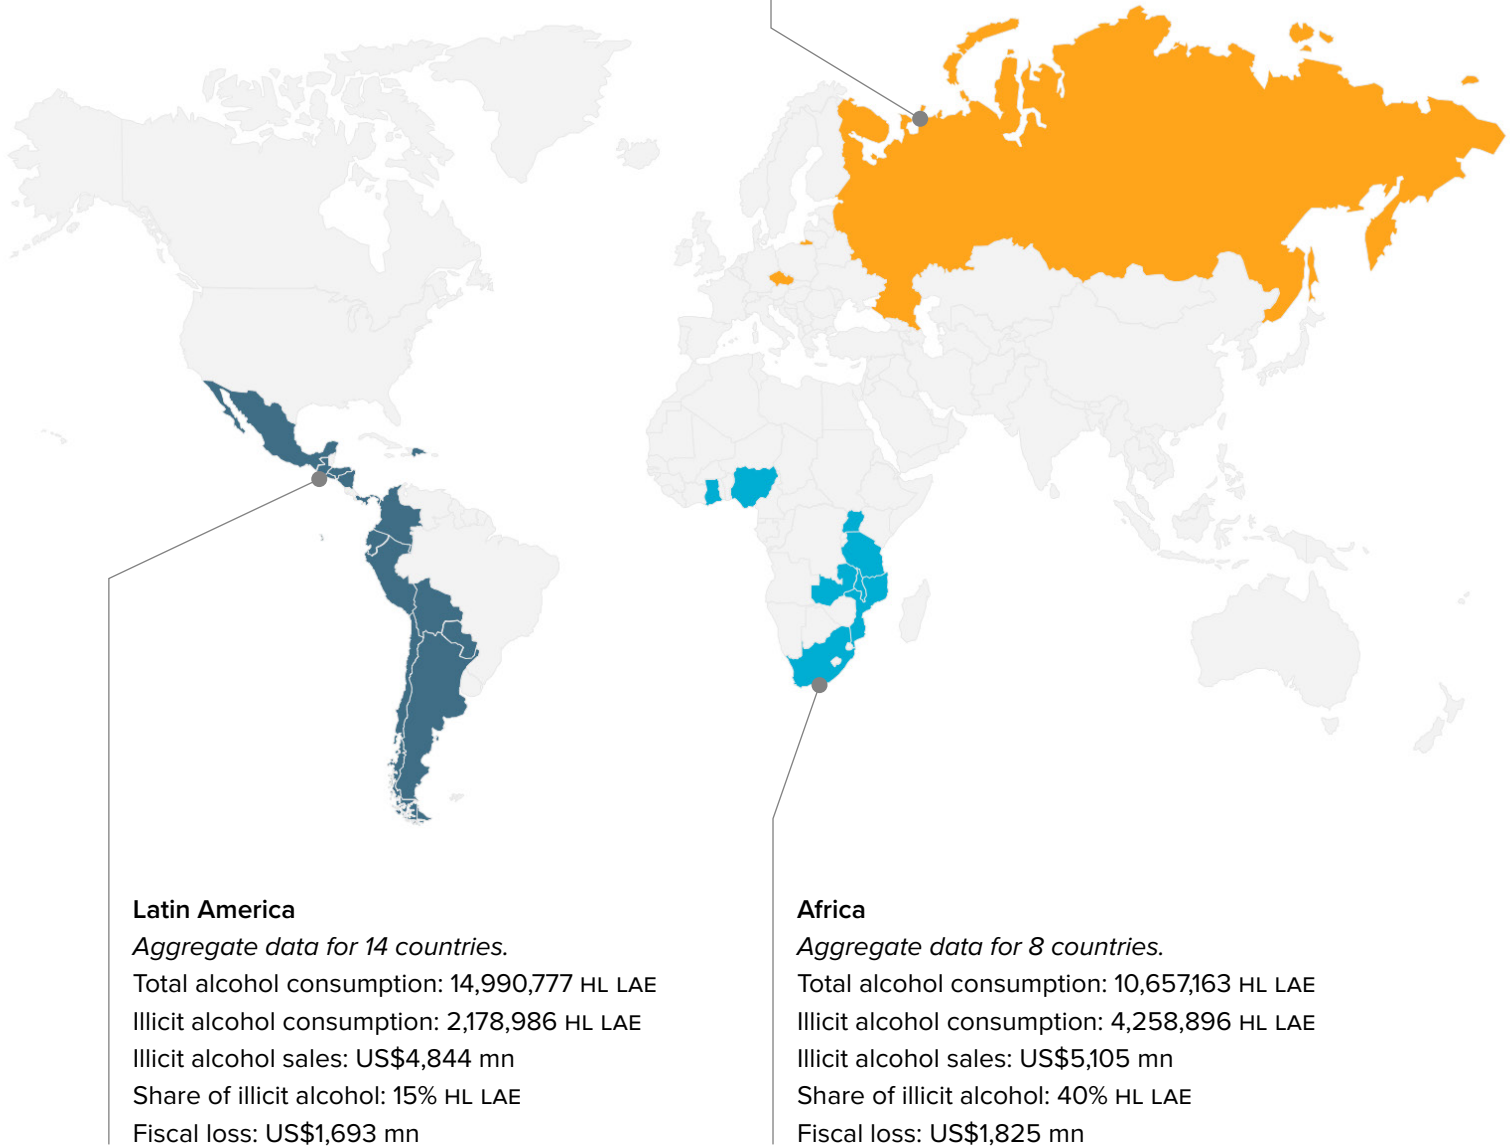 Latin America
Aggregate data for 14 countries.
Total alcohol consumption: 14,990,777 HL LAE
Illicit alcohol consumption: 2,178,986 HL LAE
Illicit alcohol sales: US$4,844 mn
Share of illicit alcohol: 15% HL LAE
Fiscal loss: US$1,693 mn
Africa
Aggregate data for 8 countries.
Total alcohol consumption: 10,657,163 HL LAE
Illicit alcohol consumption: 4,258,896 HL LAE
Illicit alcohol sales: US$5,105 mn
Share of illicit alcohol: 40% HL LAE
Fiscal loss: US$1,825 mn